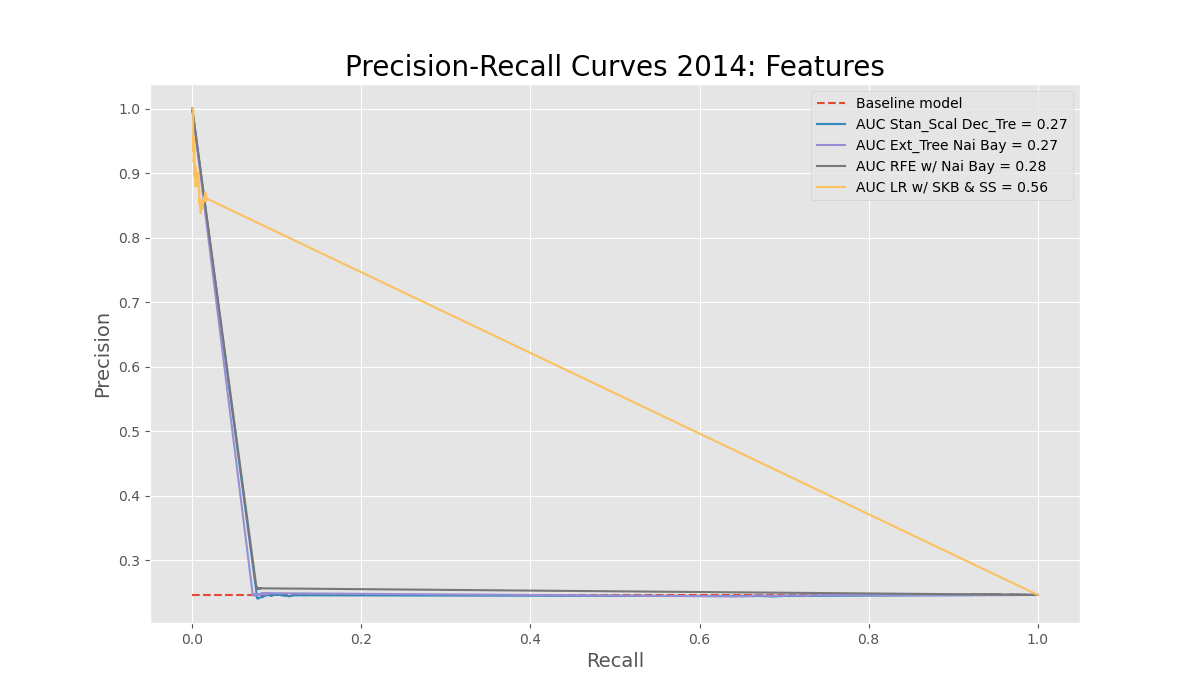 Precision-Recall Curves 2014: Features
Baseline model
AUC Stan_Scal Dec_Tre = 0.27
AUC Ext_Tree Nai Bay = 0.27
AUC RFE w/ Nai Bay = 0.28
AUC LR w/ SKB & SS = 0.56
Precision
1.0
0.9
0.8
0.7
0.6
0.5
0.4
0.3
0.0 0.2 0.4 0.6 0.8 1.0
Recall